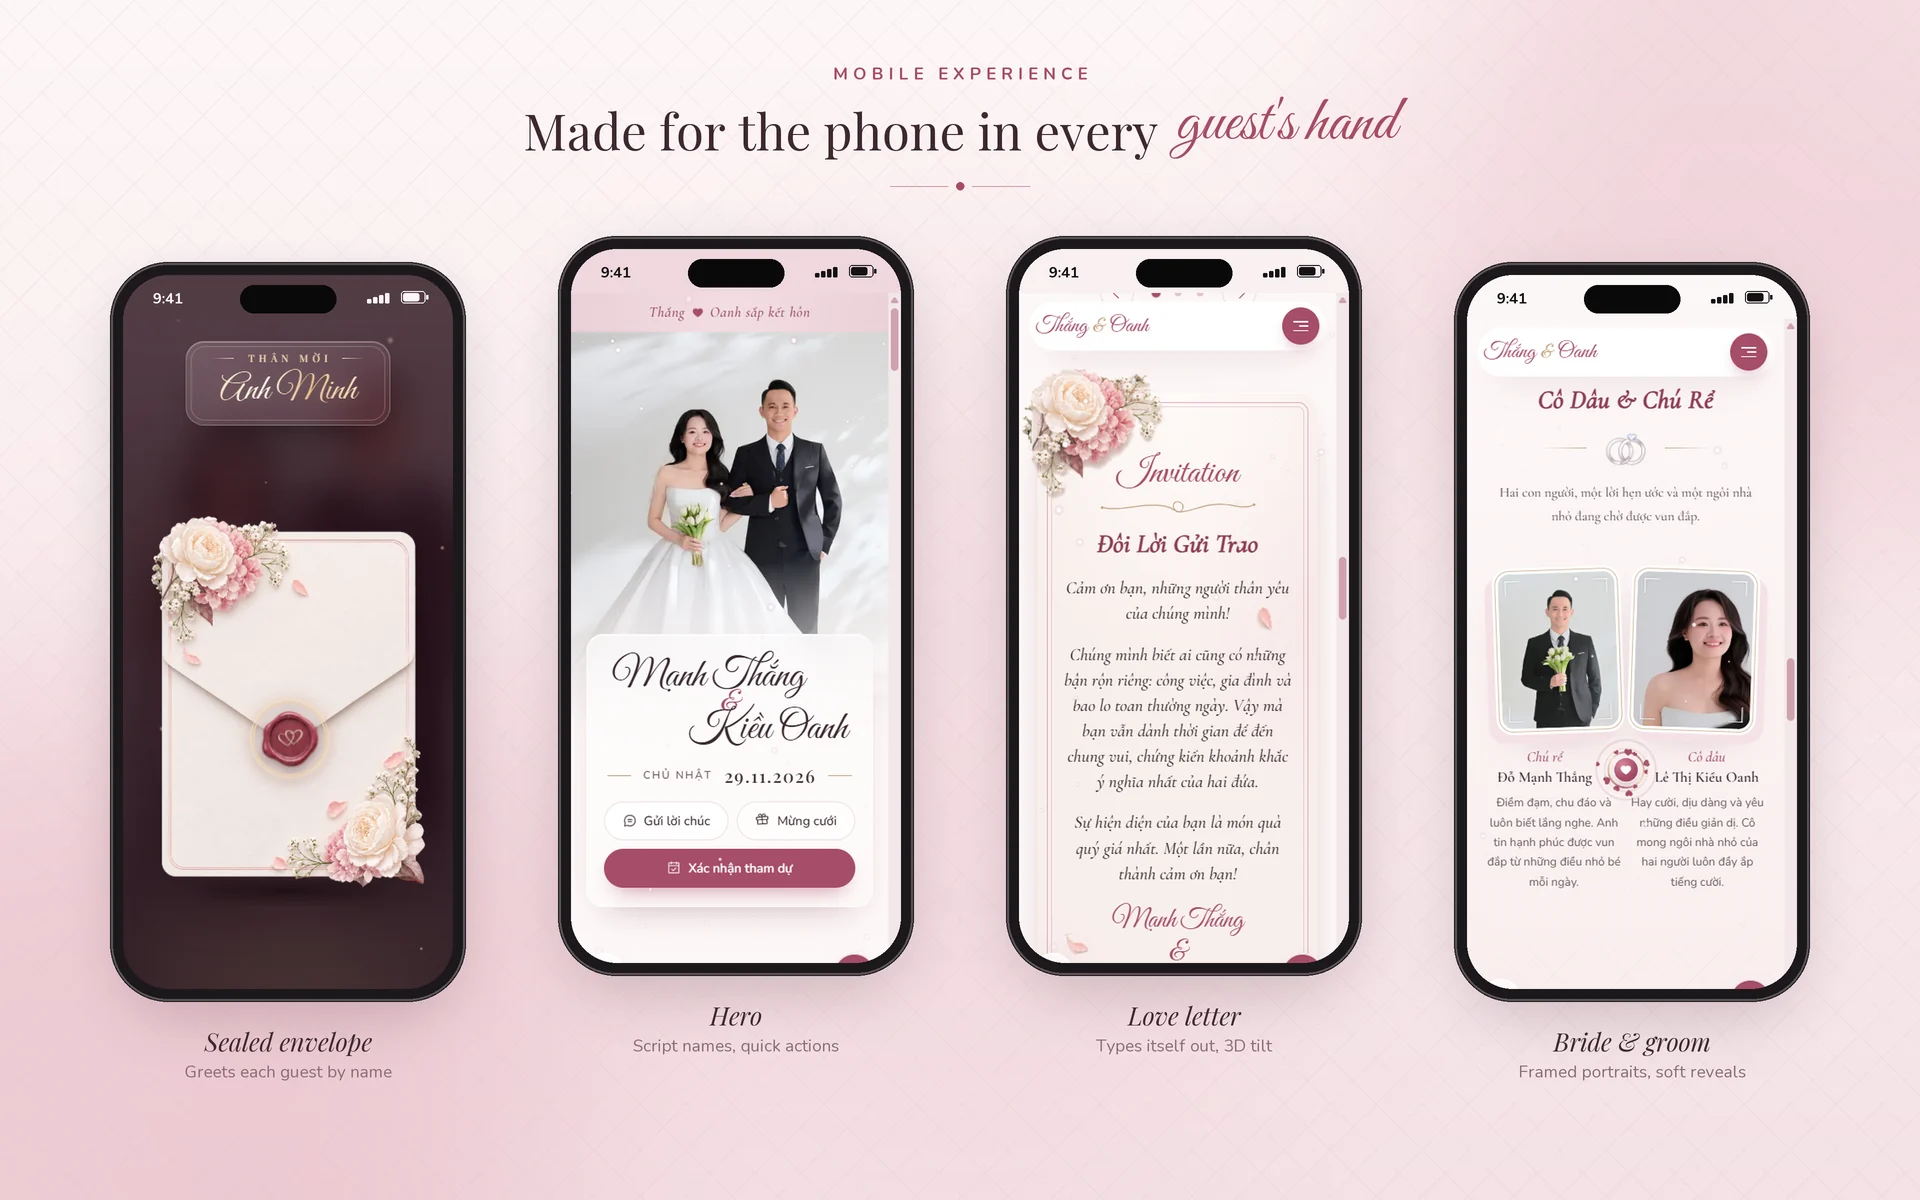 MOBILE EXPERIENCE
Made for the phone in every guest's hand
9:41
THÂN MỜI
Anh Minh
Sealed envelope
Greets each guest by name
9:41
Thắng ♥ Oanh sắp kết hôn
Mạnh Thắng
&
Kiều Oanh
CHỦ NHẬT 29.11.2026
Gửi lời chúc
Mừng cưới
Xác nhận tham dự
Hero
Script names, quick actions
9:41
Thắng & Oanh
Invitation
Đôi Lời Gửi Trao
Cảm ơn bạn, những người thân yêu
của chúng mình!
Chúng mình biết ai cũng có những
bận rộn riêng: công việc, gia đình và
bao lo toan thường ngày. Vậy mà
bạn vẫn dành thời gian để đến
chung vui, chứng kiến khoảnh khắc
ý nghĩa nhất của hai đứa.
Sự hiện diện của bạn là món quà
quý giá nhất. Một lần nữa, chân
thành cảm ơn bạn!
Mạnh Thắng
&
Love letter
Types itself out, 3D tilt
9:41
Thắng & Oanh
Cô Dâu & Chú Rể
Hai con người, một lời hẹn ước và một ngôi nhà
nhỏ đang chờ được vun đắp.
Chú rể
Đỗ Mạnh Thắng
Điềm đạm, chu đáo và
luôn biết lắng nghe. Anh
tin hạnh phúc được vun
đắp từ những điều nhỏ bé
mỗi ngày.
Cô dâu
Lê Thị Kiều Oanh
Hay cười, dịu dàng và yêu
những điều giản dị. Cô
mong ngôi nhà nhỏ của
hai người luôn đầy ắp
tiếng cười.
Bride & groom
Framed portraits, soft reveals